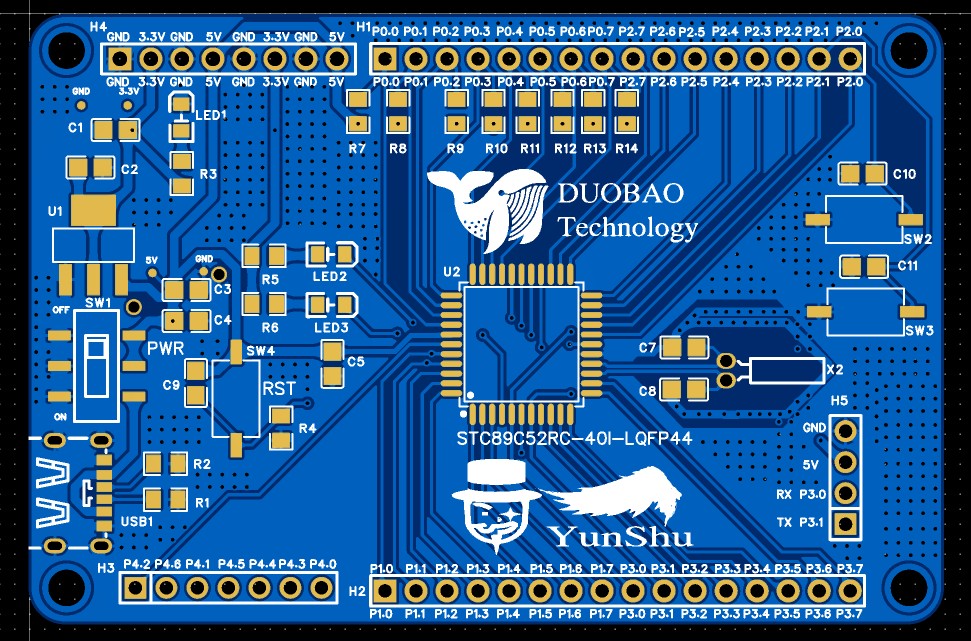 H4
GND 3.3V GND 5V GND 3.3V GND 5V
GND 3.3V GND 5V GND 3.3V GND 5V
H1
P0.0 P0.1 P0.2 P0.3 P0.4 P0.5 P0.6 P0.7 P2.7 P2.6 P2.5 P2.4 P2.3 P2.2 P2.1 P2.0
P0.0 P0.1 P0.2 P0.3 P0.4 P0.5 P0.6 P0.7 P2.7 P2.6 P2.5 P2.4 P2.3 P2.2 P2.1 P2.0
GND 3.3V
LED1
C1
R7 R8 R9 R10 R11 R12 R13 R14
C2
R3
C10
U1
DUOBAO
Technology
SW2
5V
GND
R5
LED2
U2
C11
C3
SW1
OFF
C4
R6
LED3
SW3
PWR
SW4
C5
C7
C9
RST
X2
C8
ON
R4
H5
GND
5V
RX P3.0
TX P3.1
STC89C52RC-40I-LQFP44
R2
R1
USB1
YunShu
H3
P4.2 P4.6 P4.1 P4.5 P4.4 P4.3 P4.0
H2
P1.0 P1.1 P1.2 P1.3 P1.4 P1.5 P1.6 P1.7 P3.0 P3.1 P3.2 P3.3 P3.4 P3.5 P3.6 P3.7
P1.0 P1.1 P1.2 P1.3 P1.4 P1.5 P1.6 P1.7 P3.0 P3.1 P3.2 P3.3 P3.4 P3.5 P3.6 P3.7